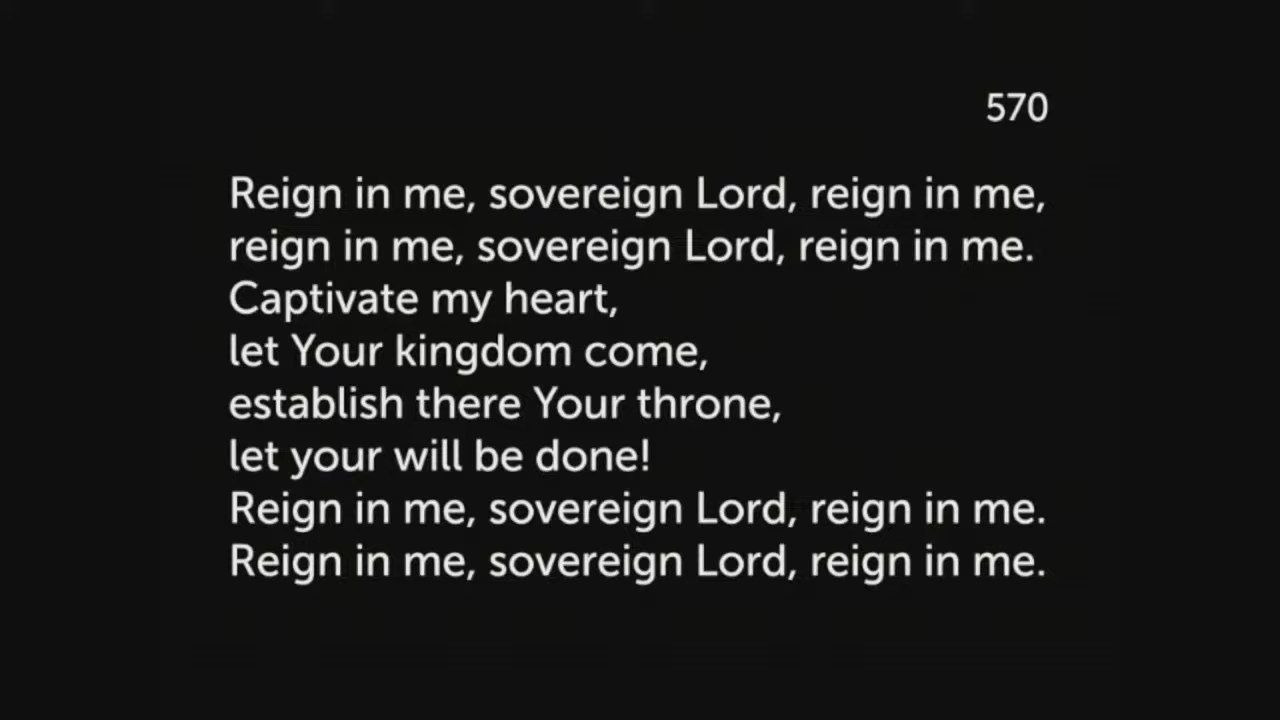 570
Reign in me, sovereign Lord, reign in me,
reign in me, sovereign Lord, reign in me.
Captivate my heart,
let Your kingdom come,
establish there Your throne,
let your will be done!
Reign in me, sovereign Lord, reign in me.
Reign in me, sovereign Lord, reign in me.